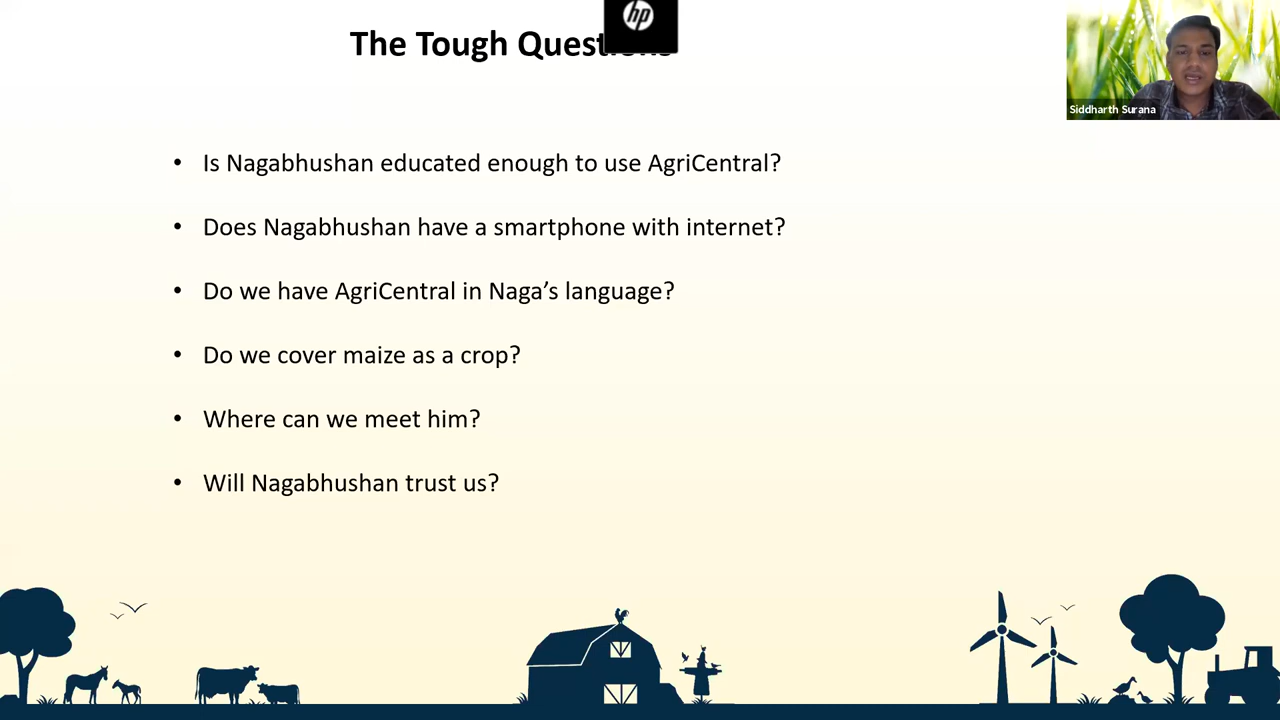 The Tough Questions
hp
Siddharth Surana
• Is Nagabhushan educated enough to use AgriCentral?
• Does Nagabhushan have a smartphone with internet?
• Do we have AgriCentral in Naga’s language?
• Do we cover maize as a crop?
• Where can we meet him?
• Will Nagabhushan trust us?